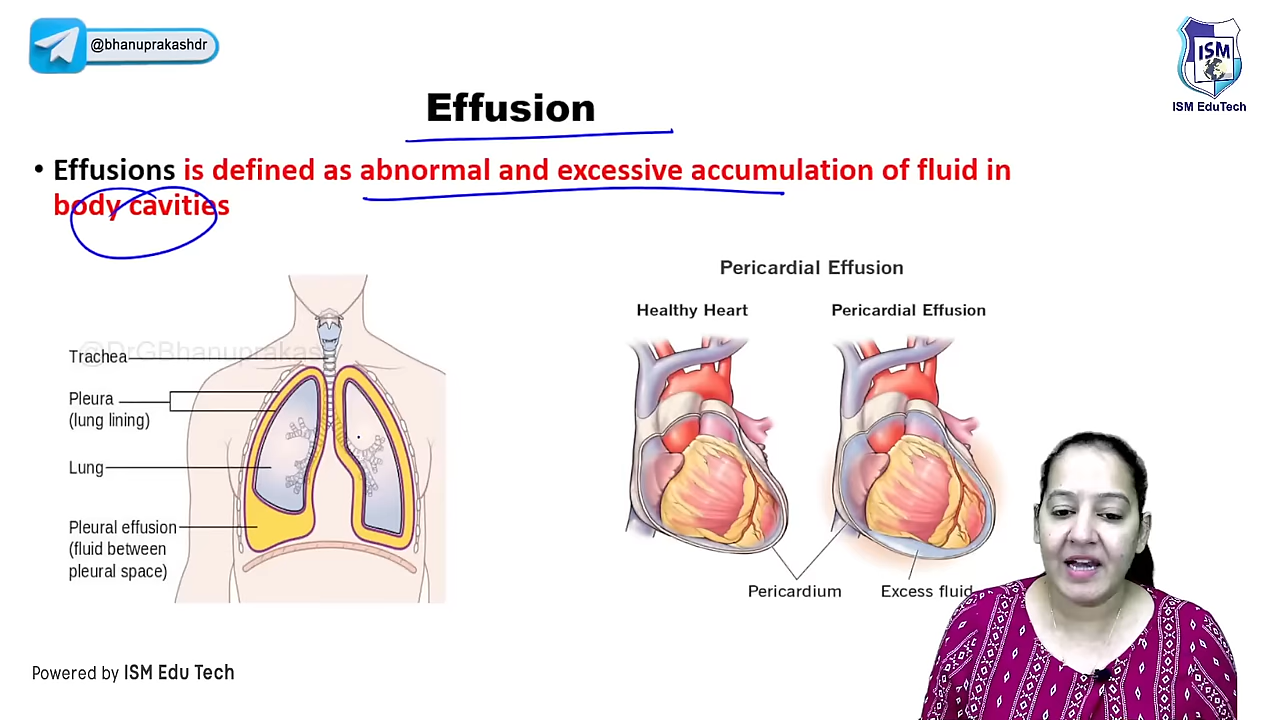 @bhanuprakashdr
ISM
ISM EduTech
Effusion
• Effusions is defined as abnormal and excessive accumulation of fluid in
body cavities
Pericardial Effusion
Healthy Heart
Pericardial Effusion
@DrGBhanuprakas
Trachea
Pleura
(lung lining)
Lung
Pleural effusion
(fluid between
pleural space)
Pericardium
Excess fluid
Powered by ISM Edu Tech